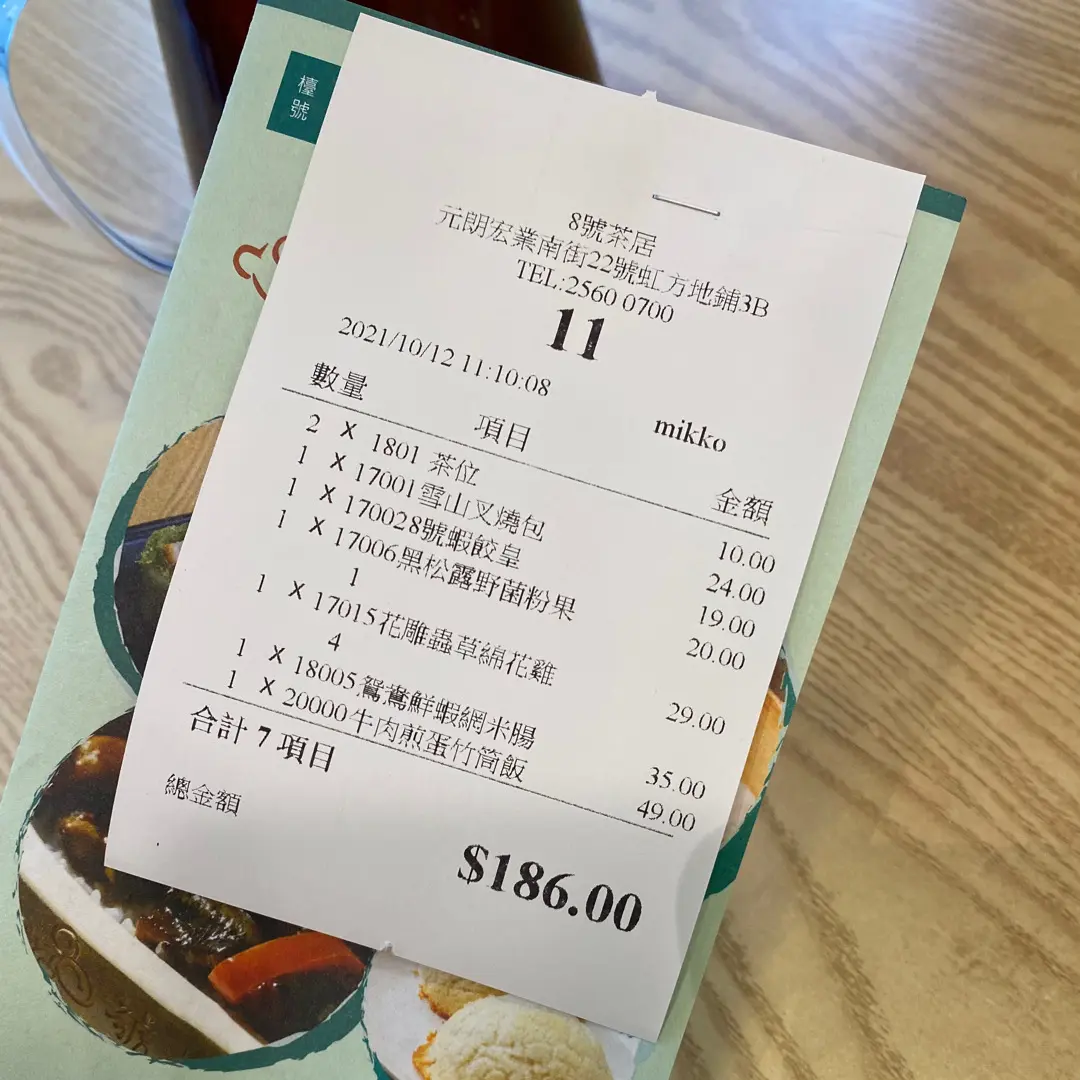 檯號
8號茶居
元朗宏業南街22號虹方地鋪3B
TEL:2560 0700
11
2021/10/12 11:10:08 mikko
數量 項目 金額
2 X 1801 茶位 10.00
1 X 17001雪山叉燒包 24.00
1 X 170028號蝦餃皇 19.00
1 X 17006黑松露野菌粉果 20.00
1
1 X 17015花雕蟲草綿花雞 29.00
4
1 X 18005鴛鴦鮮蝦網米腸 35.00
1 X 20000牛肉煎蛋竹筒飯 49.00
合計 7 項目
總金額
$186.00
8號